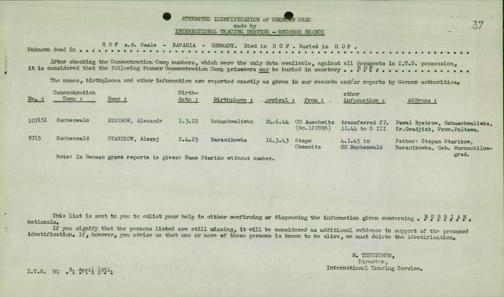 37
ATTEMPTED IDENTIFICATION OF UNKNOWN DEAD
made by
INTERNATIONAL TRACING SERVICE - RECORDS BRANCH
Unknown dead in HOF a.d. Saale - BAVARIA - GERMANY. Died in HOF. Buried in HOF.
After checking the Concentration Camp numbers, which were the only data available, against all documents in I.T.S. possession,
it is considered that the following former Concentration Camp prisoners may be buried in cemetery HOF
The names, birthplaces and other information are reported exactly as given in our records and/or reports by German authorities.
No.: Concentration Camp: Name: Birth-date: Birthplace: Arrival: from: other information: Address:
107151 Buchenwald BISTROW, Alexandr 1.3.22 24.6.44 CC Auschwitz (No.127898) transferred 27.11.44 to S III Pawel Bystrow, Kr.Gradjisk, Prov.Poltawa.
9715 Buchenwald STARIKOW, Alexej 2.4.25 Baranikowka 16.3.43 Stapo Chemnitz 4.1.45 in CC Buchenwald Father: Stepan Starikow, Baranikowka, Geb. Woroschilow-grad.
Note: In German grave reports is given: Name Stariko without number.
This list is sent to you to enlist your help in either confirming or disproving the information given concerning RUSSIAN
nationals.
If you signify that the persons listed are still missing, it will be considered as additional evidence in support of the presumed
identification. If, however, you advise us that one or more of these persons is known to be alive, we must delete the identification.
Director,
International Tracing Service.
I.T.S. HQ 3. April 1951.